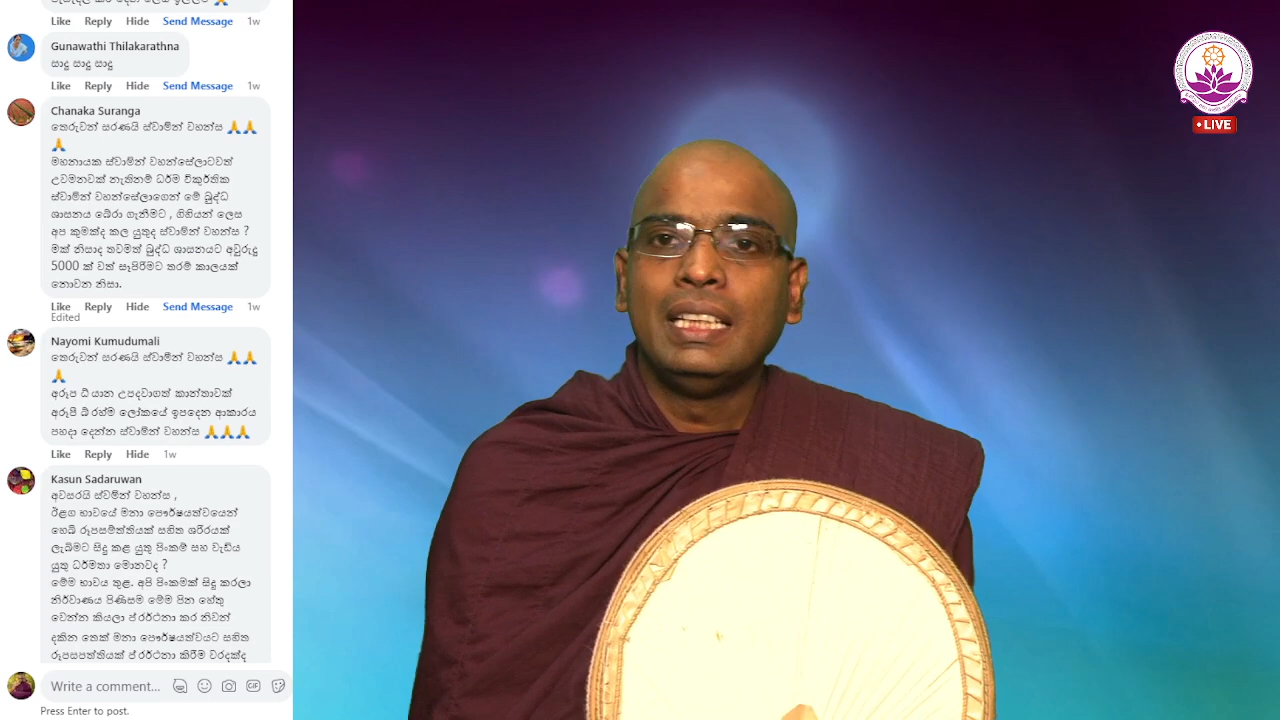 Like Reply Hide Send Message 1w
Gunawathi Thilakarathna
සාදු සාදු සාදු
Like Reply Hide Send Message 1w
Chanaka Suranga
තෙරුවන් සරණයි ස්වාමින් වහන්ස 🙏🙏
🙏
මහනායක ස්වාමින් වහන්සේලාටවත්
උවමනවක් නැතිනම් ධර්ම විකුර්තික
ස්වාමින් වහන්සේලාගෙන් මේ බුද්ධ
ශාසනය බේරා ගැනීමට , ගිහියන් ලෙස
අප කුමක්ද කල යුතුද ස්වාමින් වහන්ස ?
මක් නිසාද තවමත් බුද්ධ ශාසනයට අවුරුදු
5000 ක් වත් සෑපිරීමට තරම් කාලයක්
නොවන නිසා.
Like Reply Hide Send Message 1w
Edited
Nayomi Kumudumali
තෙරුවන් සරණයි ස්වාමින් වහන්ස 🙏🙏
🙏
අරූප ධ්‍යාන උපදවාගත් කාන්තාවක්
අරූපී බ්‍රහ්ම ලෝකයේ ඉපදෙන ආකාරය
පහදා දෙන්න ස්වාමින් වහන්ස 🙏🙏🙏
Like Reply Hide 1w
Kasun Sadaruwan
අවසරයි ස්වමින් වහන්ස ,
ඊළඟ භාවයේ මනා පෞර්ෂයත්වයෙන්
හෙබි රූපසම්ත්තියක් සහිත ශරීරයක්
ලැබීමට සිදු කළ යුතු පිංකම් සහ වැඩිය
යුතු ධර්මතා මොනවද ?
මේම භාවය තුළ. අපි පිංකමක් සිදු කරලා
නිර්වාණය පිණිසම මේම පින හේතු
වෙන්න කියලා ප්‍රර්ථනා කර නිවන්
දකින තෙක් මනා පෞර්ෂයත්වයට සහිත
රූපසපත්තියක් ප්‍රර්ථනා කිරීම වරදක්ද
LIVE
Write a comment...
GIF
Press Enter to post.